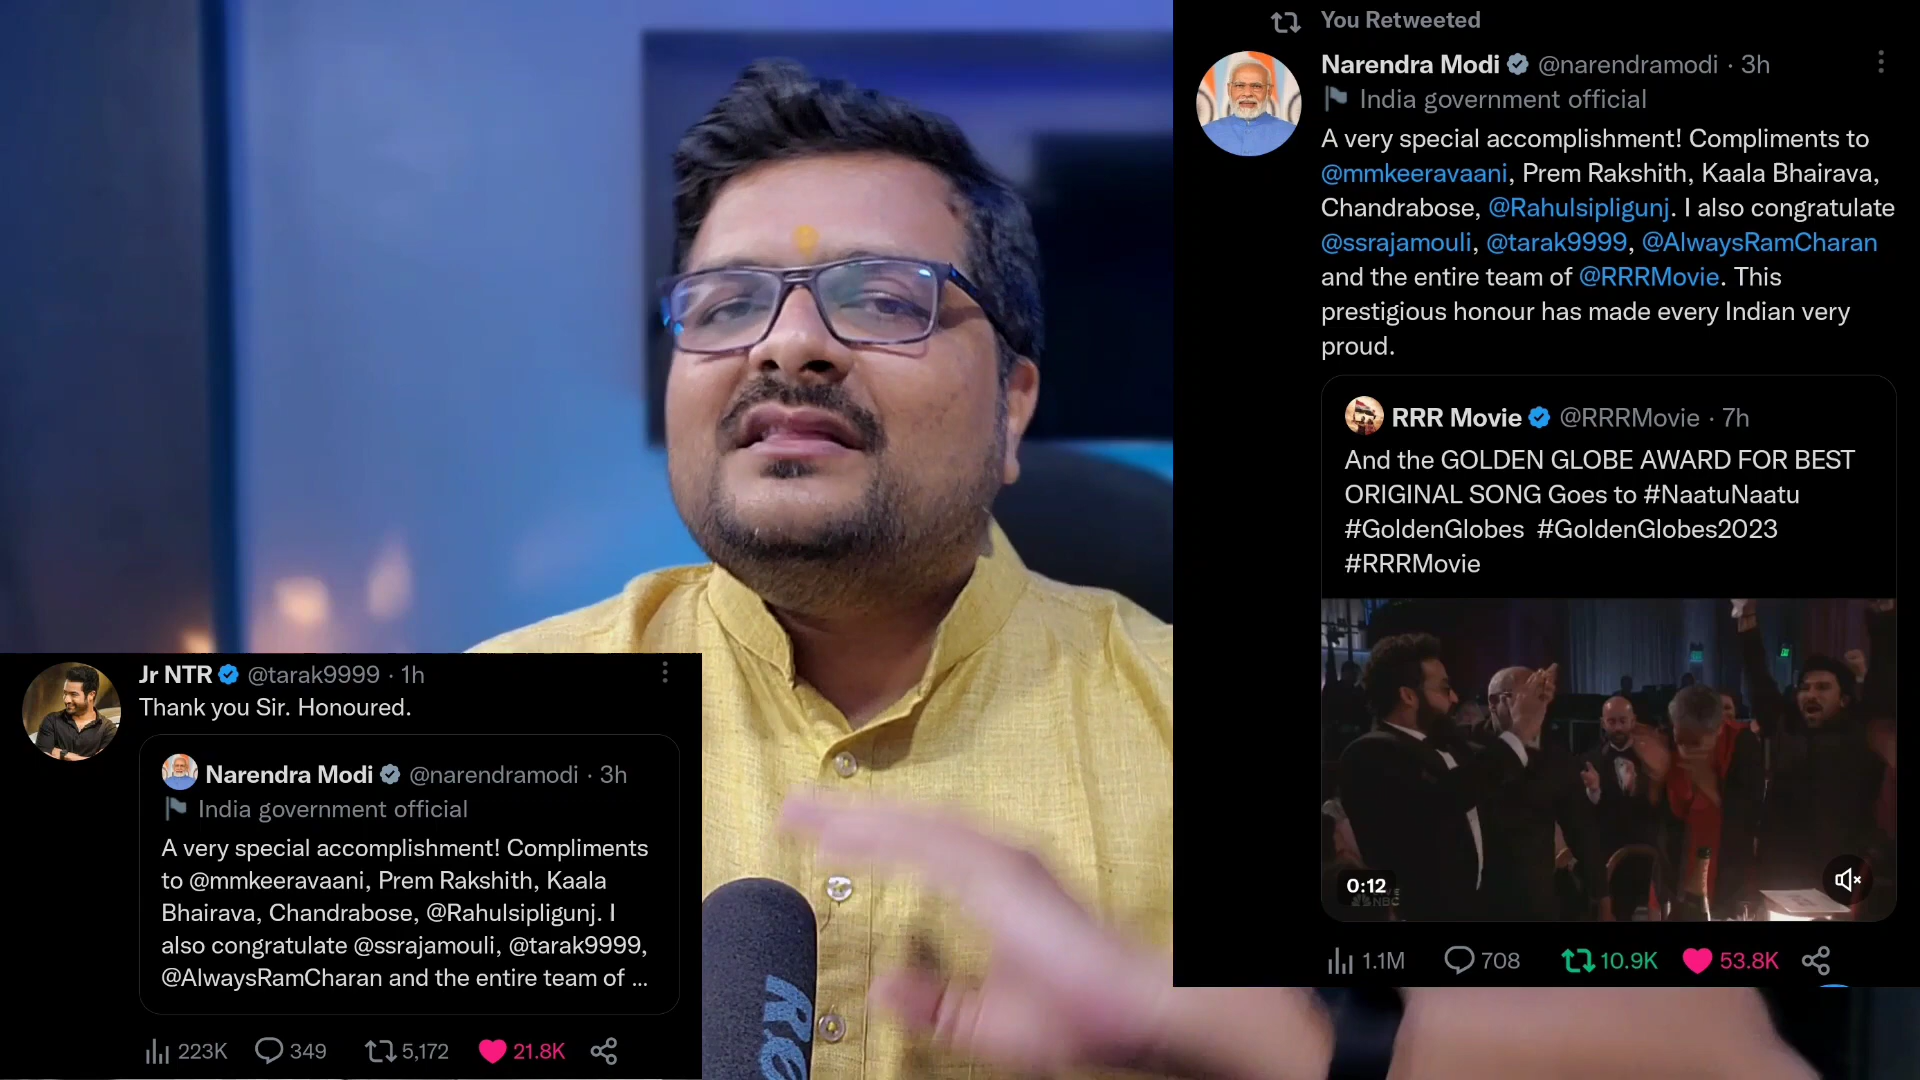 You Retweeted
Narendra Modi @narendramodi · 3h
India government official
A very special accomplishment! Compliments to
@mmkeeravaani, Prem Rakshith, Kaala Bhairava,
Chandrabose, @Rahulsipligunj. I also congratulate
@ssrajamouli, @tarak9999, @AlwaysRamCharan
and the entire team of @RRRMovie. This
prestigious honour has made every Indian very
proud.
RRR Movie @RRRMovie · 7h
And the GOLDEN GLOBE AWARD FOR BEST
ORIGINAL SONG Goes to #NaatuNaatu
#GoldenGlobes #GoldenGlobes2023
#RRRMovie
0:12
NBC
1.1M 708 10.9K 53.8K
Jr NTR @tarak9999 · 1h
Thank you Sir. Honoured.
Narendra Modi @narendramodi · 3h
India government official
A very special accomplishment! Compliments
to @mmkeeravaani, Prem Rakshith, Kaala
Bhairava, Chandrabose, @Rahulsipligunj. I
also congratulate @ssrajamouli, @tarak9999,
@AlwaysRamCharan and the entire team of ...
223K 349 5,172 21.8K